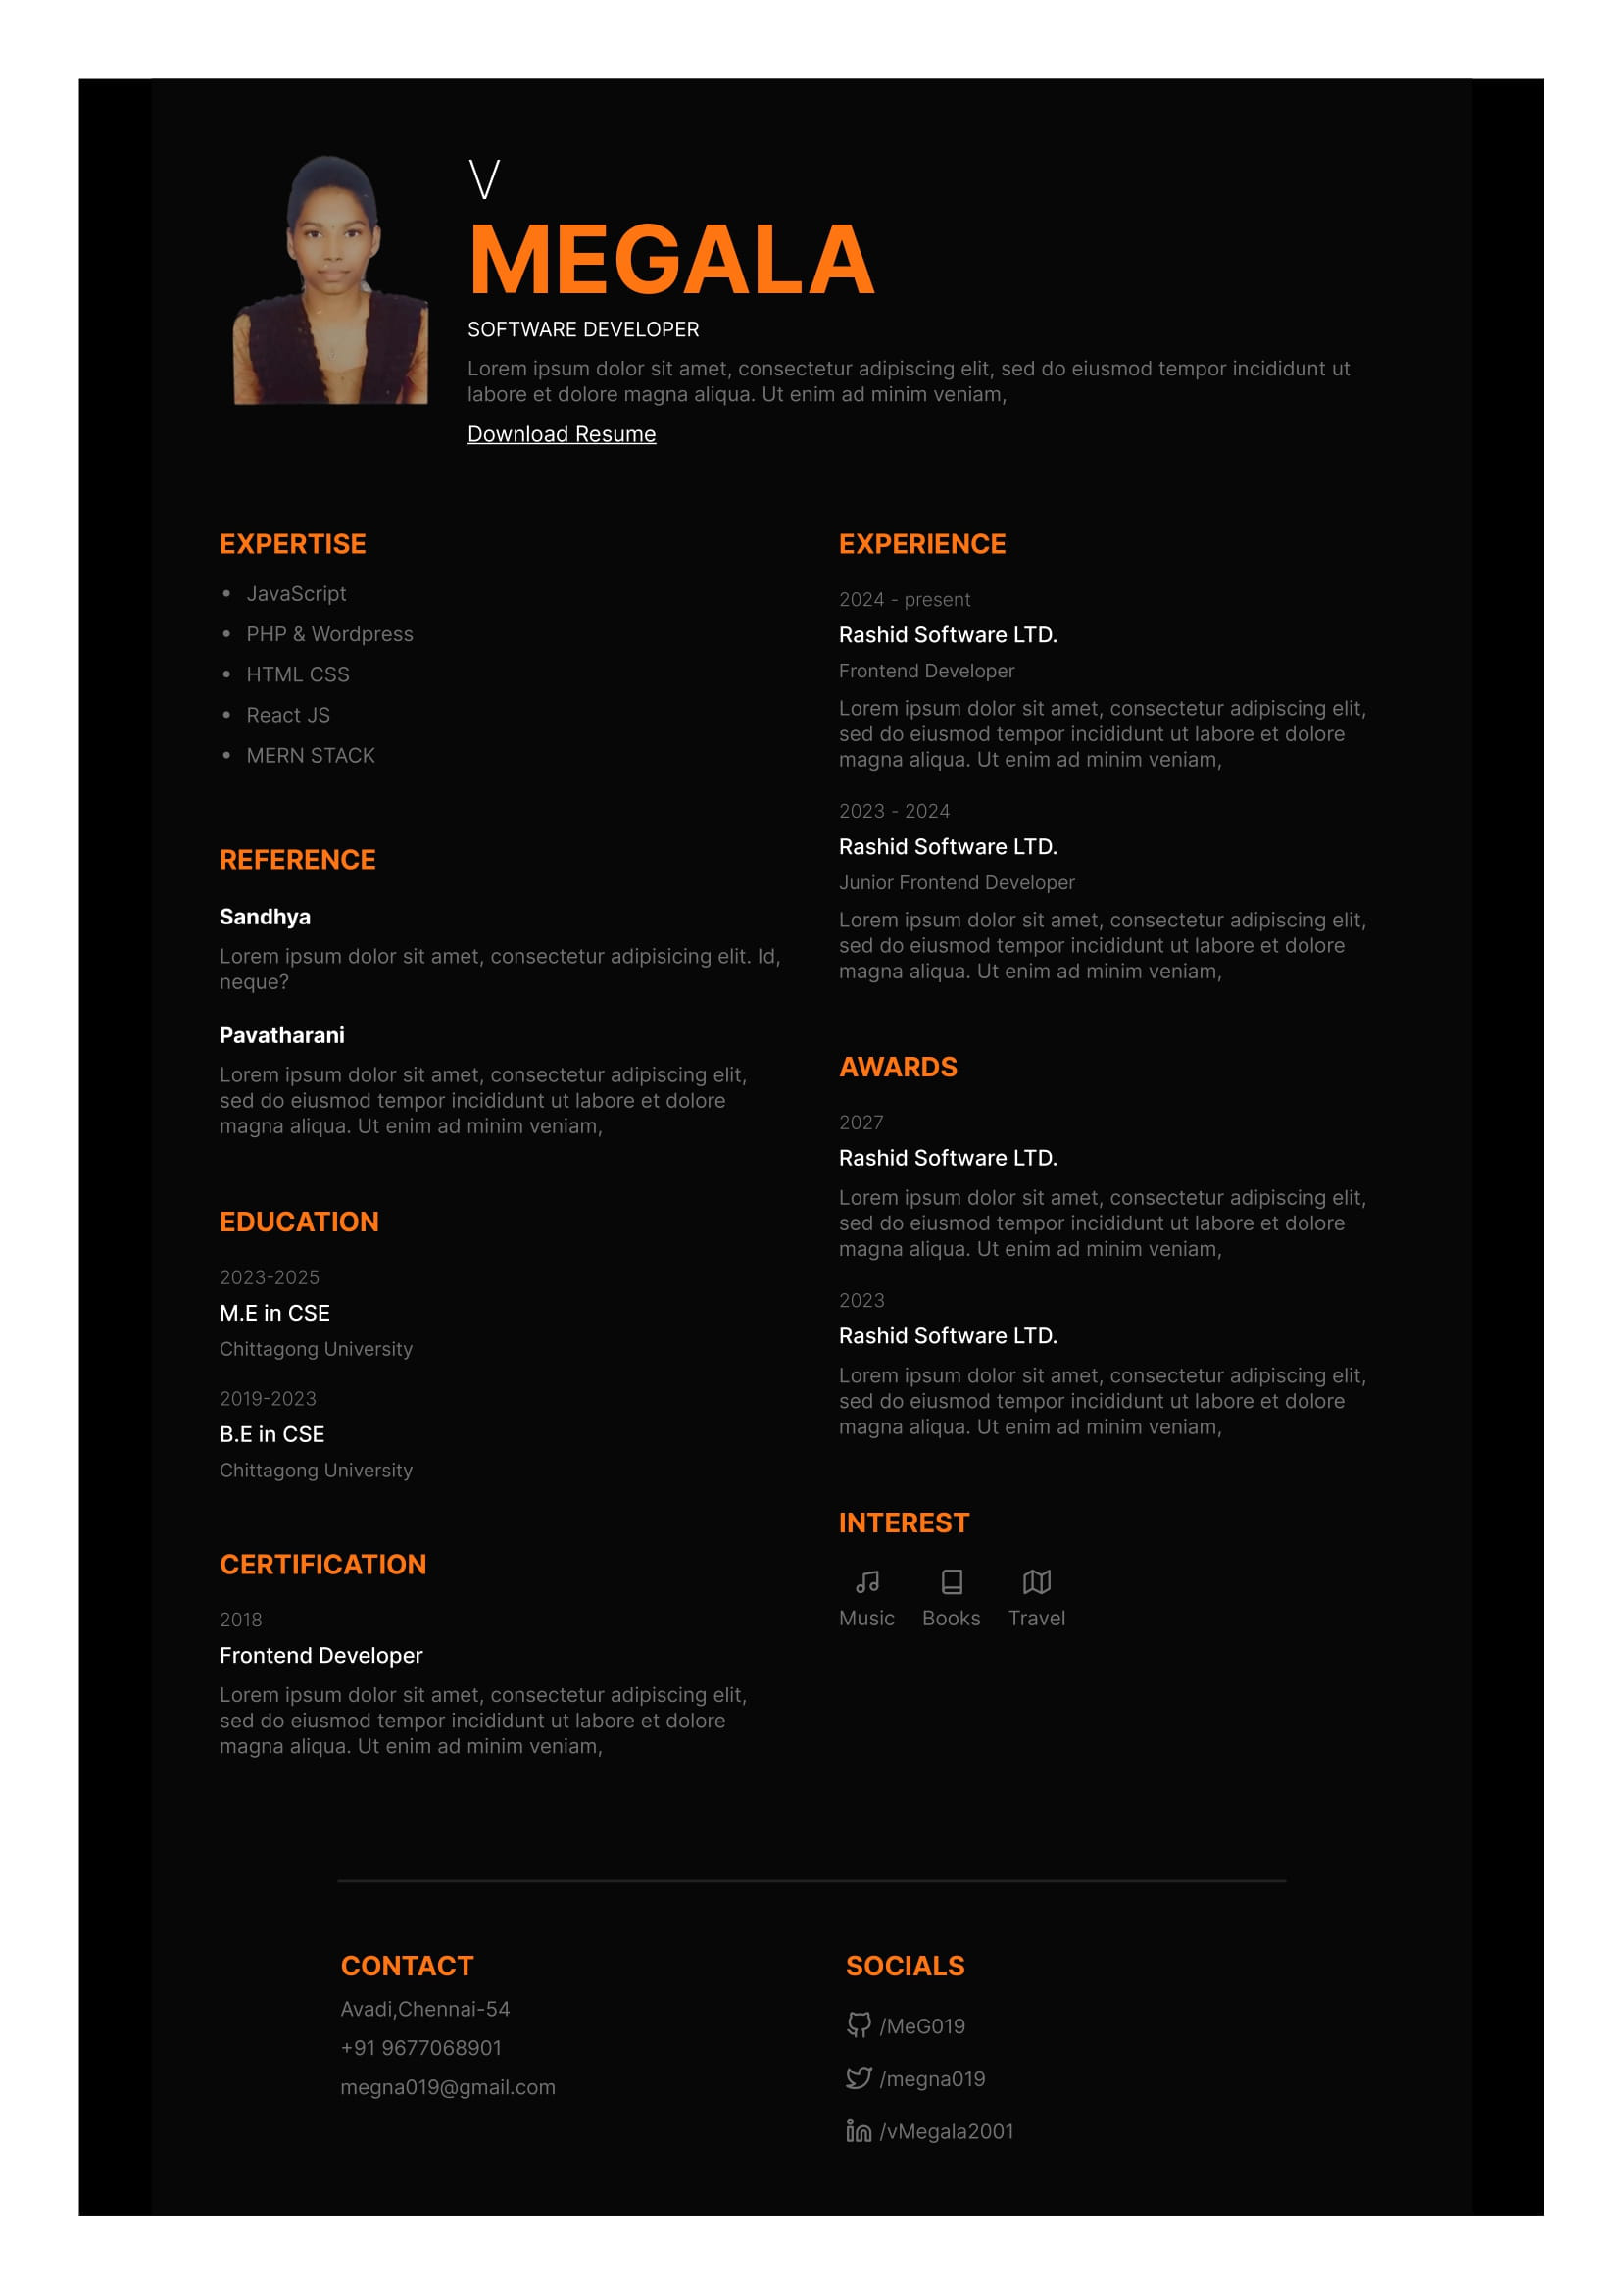 V
MEGALA
SOFTWARE DEVELOPER
Lorem ipsum dolor sit amet, consectetur adipiscing elit, sed do eiusmod tempor incididunt ut
labore et dolore magna aliqua. Ut enim ad minim veniam,
Download Resume
EXPERTISE
• JavaScript
• PHP & Wordpress
• HTML CSS
• React JS
• MERN STACK
REFERENCE
Sandhya
Lorem ipsum dolor sit amet, consectetur adipisicing elit. Id,
neque?
Pavatharani
Lorem ipsum dolor sit amet, consectetur adipiscing elit,
sed do eiusmod tempor incididunt ut labore et dolore
magna aliqua. Ut enim ad minim veniam,
EDUCATION
2023-2025
M.E in CSE
Chittagong University
2019-2023
B.E in CSE
Chittagong University
CERTIFICATION
2018
Frontend Developer
Lorem ipsum dolor sit amet, consectetur adipiscing elit,
sed do eiusmod tempor incididunt ut labore et dolore
magna aliqua. Ut enim ad minim veniam,
EXPERIENCE
2024 - present
Rashid Software LTD.
Frontend Developer
Lorem ipsum dolor sit amet, consectetur adipiscing elit,
sed do eiusmod tempor incididunt ut labore et dolore
magna aliqua. Ut enim ad minim veniam,
2023 - 2024
Rashid Software LTD.
Junior Frontend Developer
Lorem ipsum dolor sit amet, consectetur adipiscing elit,
sed do eiusmod tempor incididunt ut labore et dolore
magna aliqua. Ut enim ad minim veniam,
AWARDS
2027
Rashid Software LTD.
Lorem ipsum dolor sit amet, consectetur adipiscing elit,
sed do eiusmod tempor incididunt ut labore et dolore
magna aliqua. Ut enim ad minim veniam,
2023
Rashid Software LTD.
Lorem ipsum dolor sit amet, consectetur adipiscing elit,
sed do eiusmod tempor incididunt ut labore et dolore
magna aliqua. Ut enim ad minim veniam,
INTEREST
Music Books Travel
CONTACT
Avadi,Chennai-54
+91 9677068901
megna019@gmail.com
SOCIALS
/MeG019
/megna019
/vMegala2001